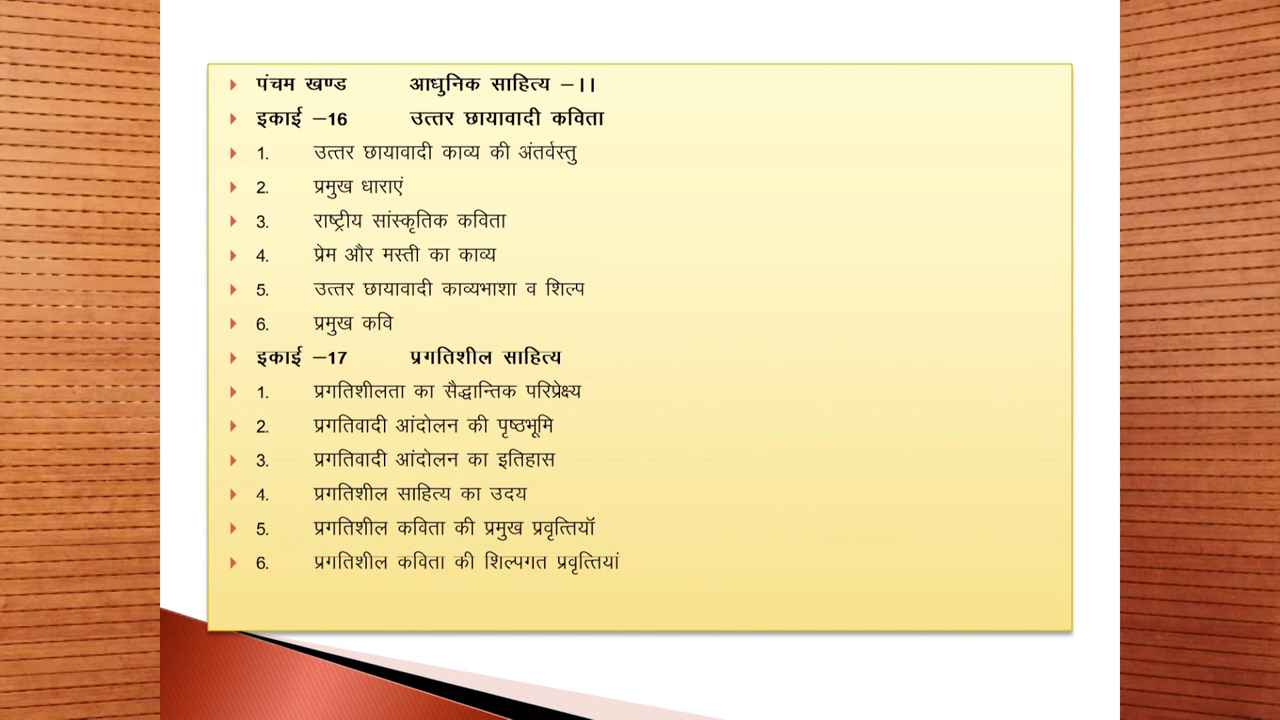 पंचम खण्ड आधुनिक साहित्य –।।
इकाई –16 उत्तर छायावादी कविता
1. उत्तर छायावादी काव्य की अंतर्वस्तु
2. प्रमुख धाराएं
3. राष्ट्रीय सांस्कृतिक कविता
4. प्रेम और मस्ती का काव्य
5. उत्तर छायावादी काव्यभाशा व शिल्प
6. प्रमुख कवि
इकाई –17 प्रगतिशील साहित्य
1. प्रगतिशीलता का सैद्धान्तिक परिप्रेक्ष्य
2. प्रगतिवादी आंदोलन की पृष्ठभूमि
3. प्रगतिवादी आंदोलन का इतिहास
4. प्रगतिशील साहित्य का उदय
5. प्रगतिशील कविता की प्रमुख प्रवृत्तियॉ
6. प्रगतिशील कविता की शिल्पगत प्रवृत्तियां